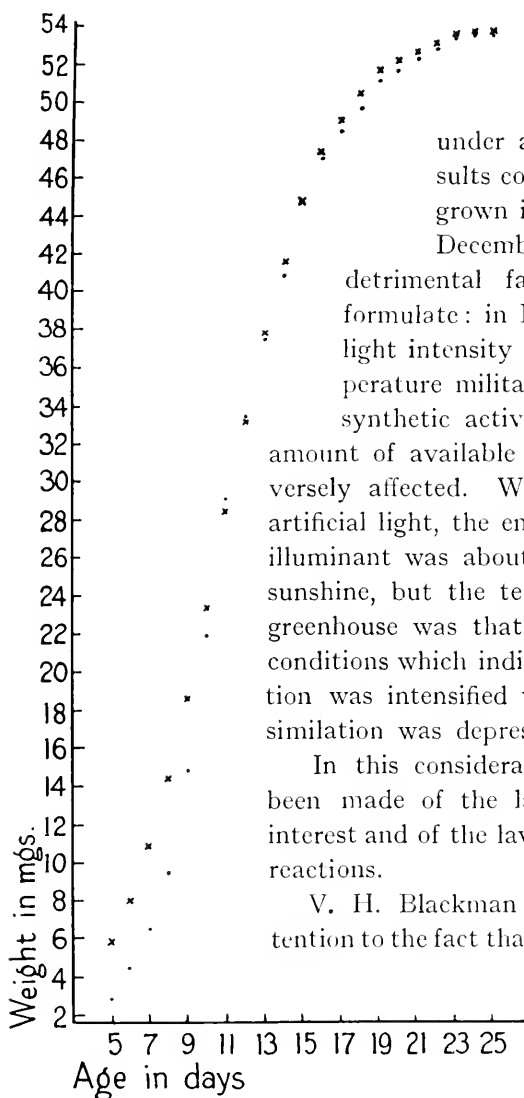 54
52
50
48
46
44
42
40
38
36
34
32
30
28
26
24
22
20
18
16
14
12
10
8
6
4
2
Weight in mgs.
5 7 9 11 13 15 17 19 21 23 25
Age in days
under a
sults co
grown i
Decemb
detrimental fa
formulate: in
light intensity
perature milita
synthetic activ
amount of available
versely affected. W
artificial light, the en
illuminant was about
sunshine, but the te
greenhouse was that
conditions which indi
tion was intensified
similation was depres
In this considera
been made of the la
interest and of the lav
reactions.
V. H. Blackman
tention to the fact tha